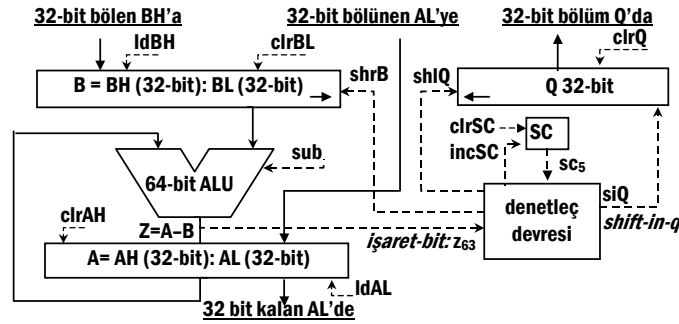 32-bit bölen BH'a
32-bit bölünen AL'ye
32-bit bölüm Q'da
ldBH
clrBL
clrQ
B = BH (32-bit): BL (32-bit)
shrB
shlQ
Q 32-bit
clrSC
SC
incSC
sub
sc5
64-bit ALU
siQ
denetleç
devresi
shift-in-q
clrAH
Z=A–B
işaret-bit: z63
A= AH (32-bit): AL (32-bit)
ldAL
32 bit kalan AL'de